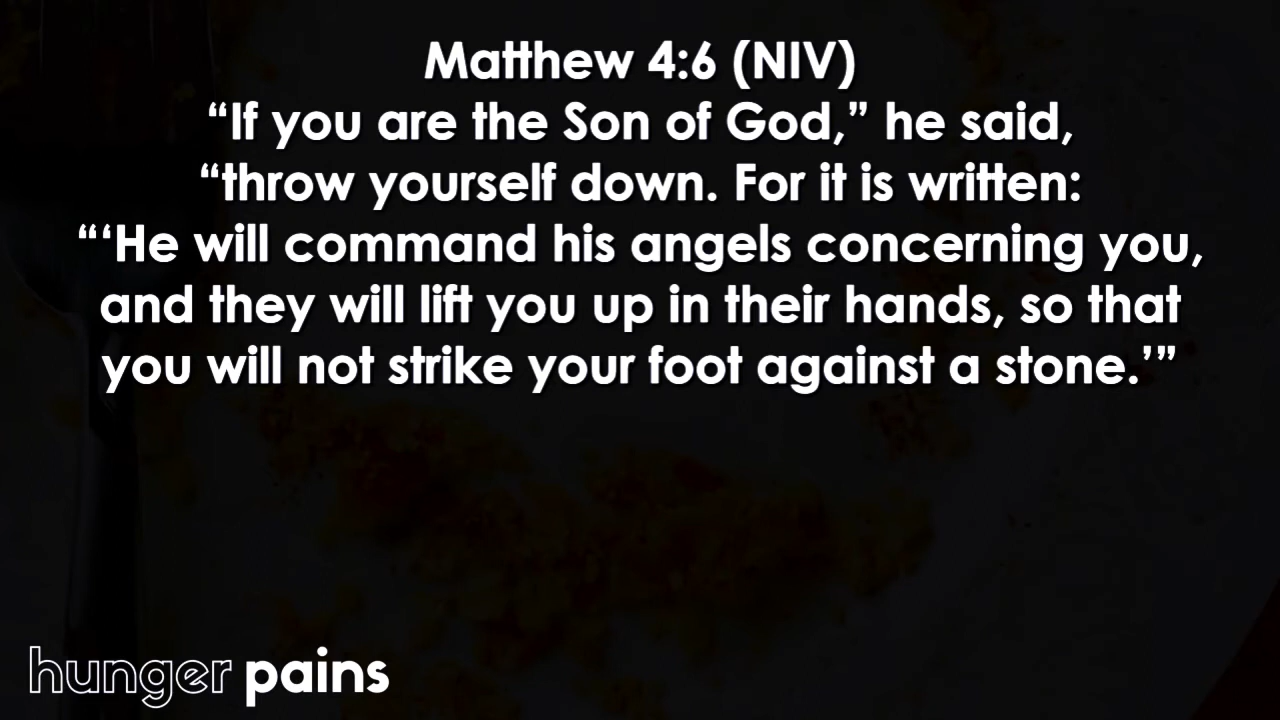 Matthew 4:6 (NIV)
“If you are the Son of God,” he said,
“throw yourself down. For it is written:
“‘He will command his angels concerning you,
and they will lift you up in their hands, so that
you will not strike your foot against a stone.’”
hunger pains